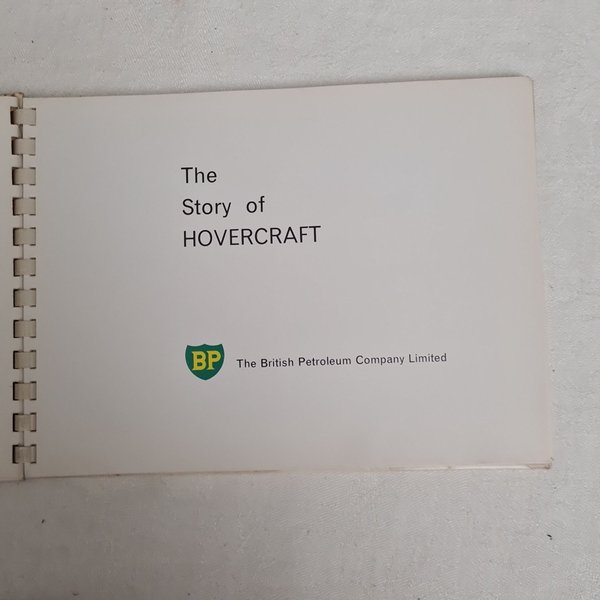 The
Story of
HOVERCRAFT
BP
The British Petroleum Company Limited